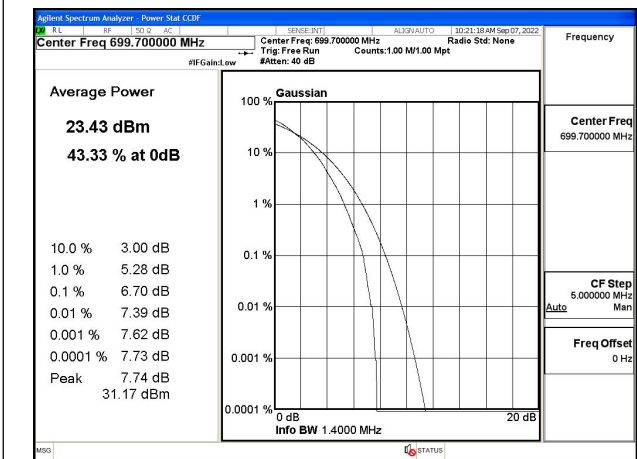 Agilent Spectrum Analyzer - Power Stat CCDF
RL RF 50 Ω AC SENSE:INT ALIGN AUTO 10:21:18 AM Sep 07, 2022
Center Freq 699.700000 MHz
Center Freq: 699.700000 MHz Radio Std: None
Trig: Free Run Counts:1.00 M/1.00 Mpt
#IFGain:Low #Atten: 40 dB
Frequency
Average Power
23.43 dBm
43.33 % at 0dB
10.0 % 3.00 dB
1.0 % 5.28 dB
0.1 % 6.70 dB
0.01 % 7.39 dB
0.001 % 7.62 dB
0.0001 % 7.73 dB
Peak 7.74 dB
31.17 dBm
Gaussian
100 %
10 %
1 %
0.1 %
0.01 %
0.001 %
0.0001 %
0 dB 20 dB
Info BW 1.4000 MHz
Center Freq
699.700000 MHz
CF Step
5.000000 MHz
Auto Man
Freq Offset
0 Hz
MSG STATUS